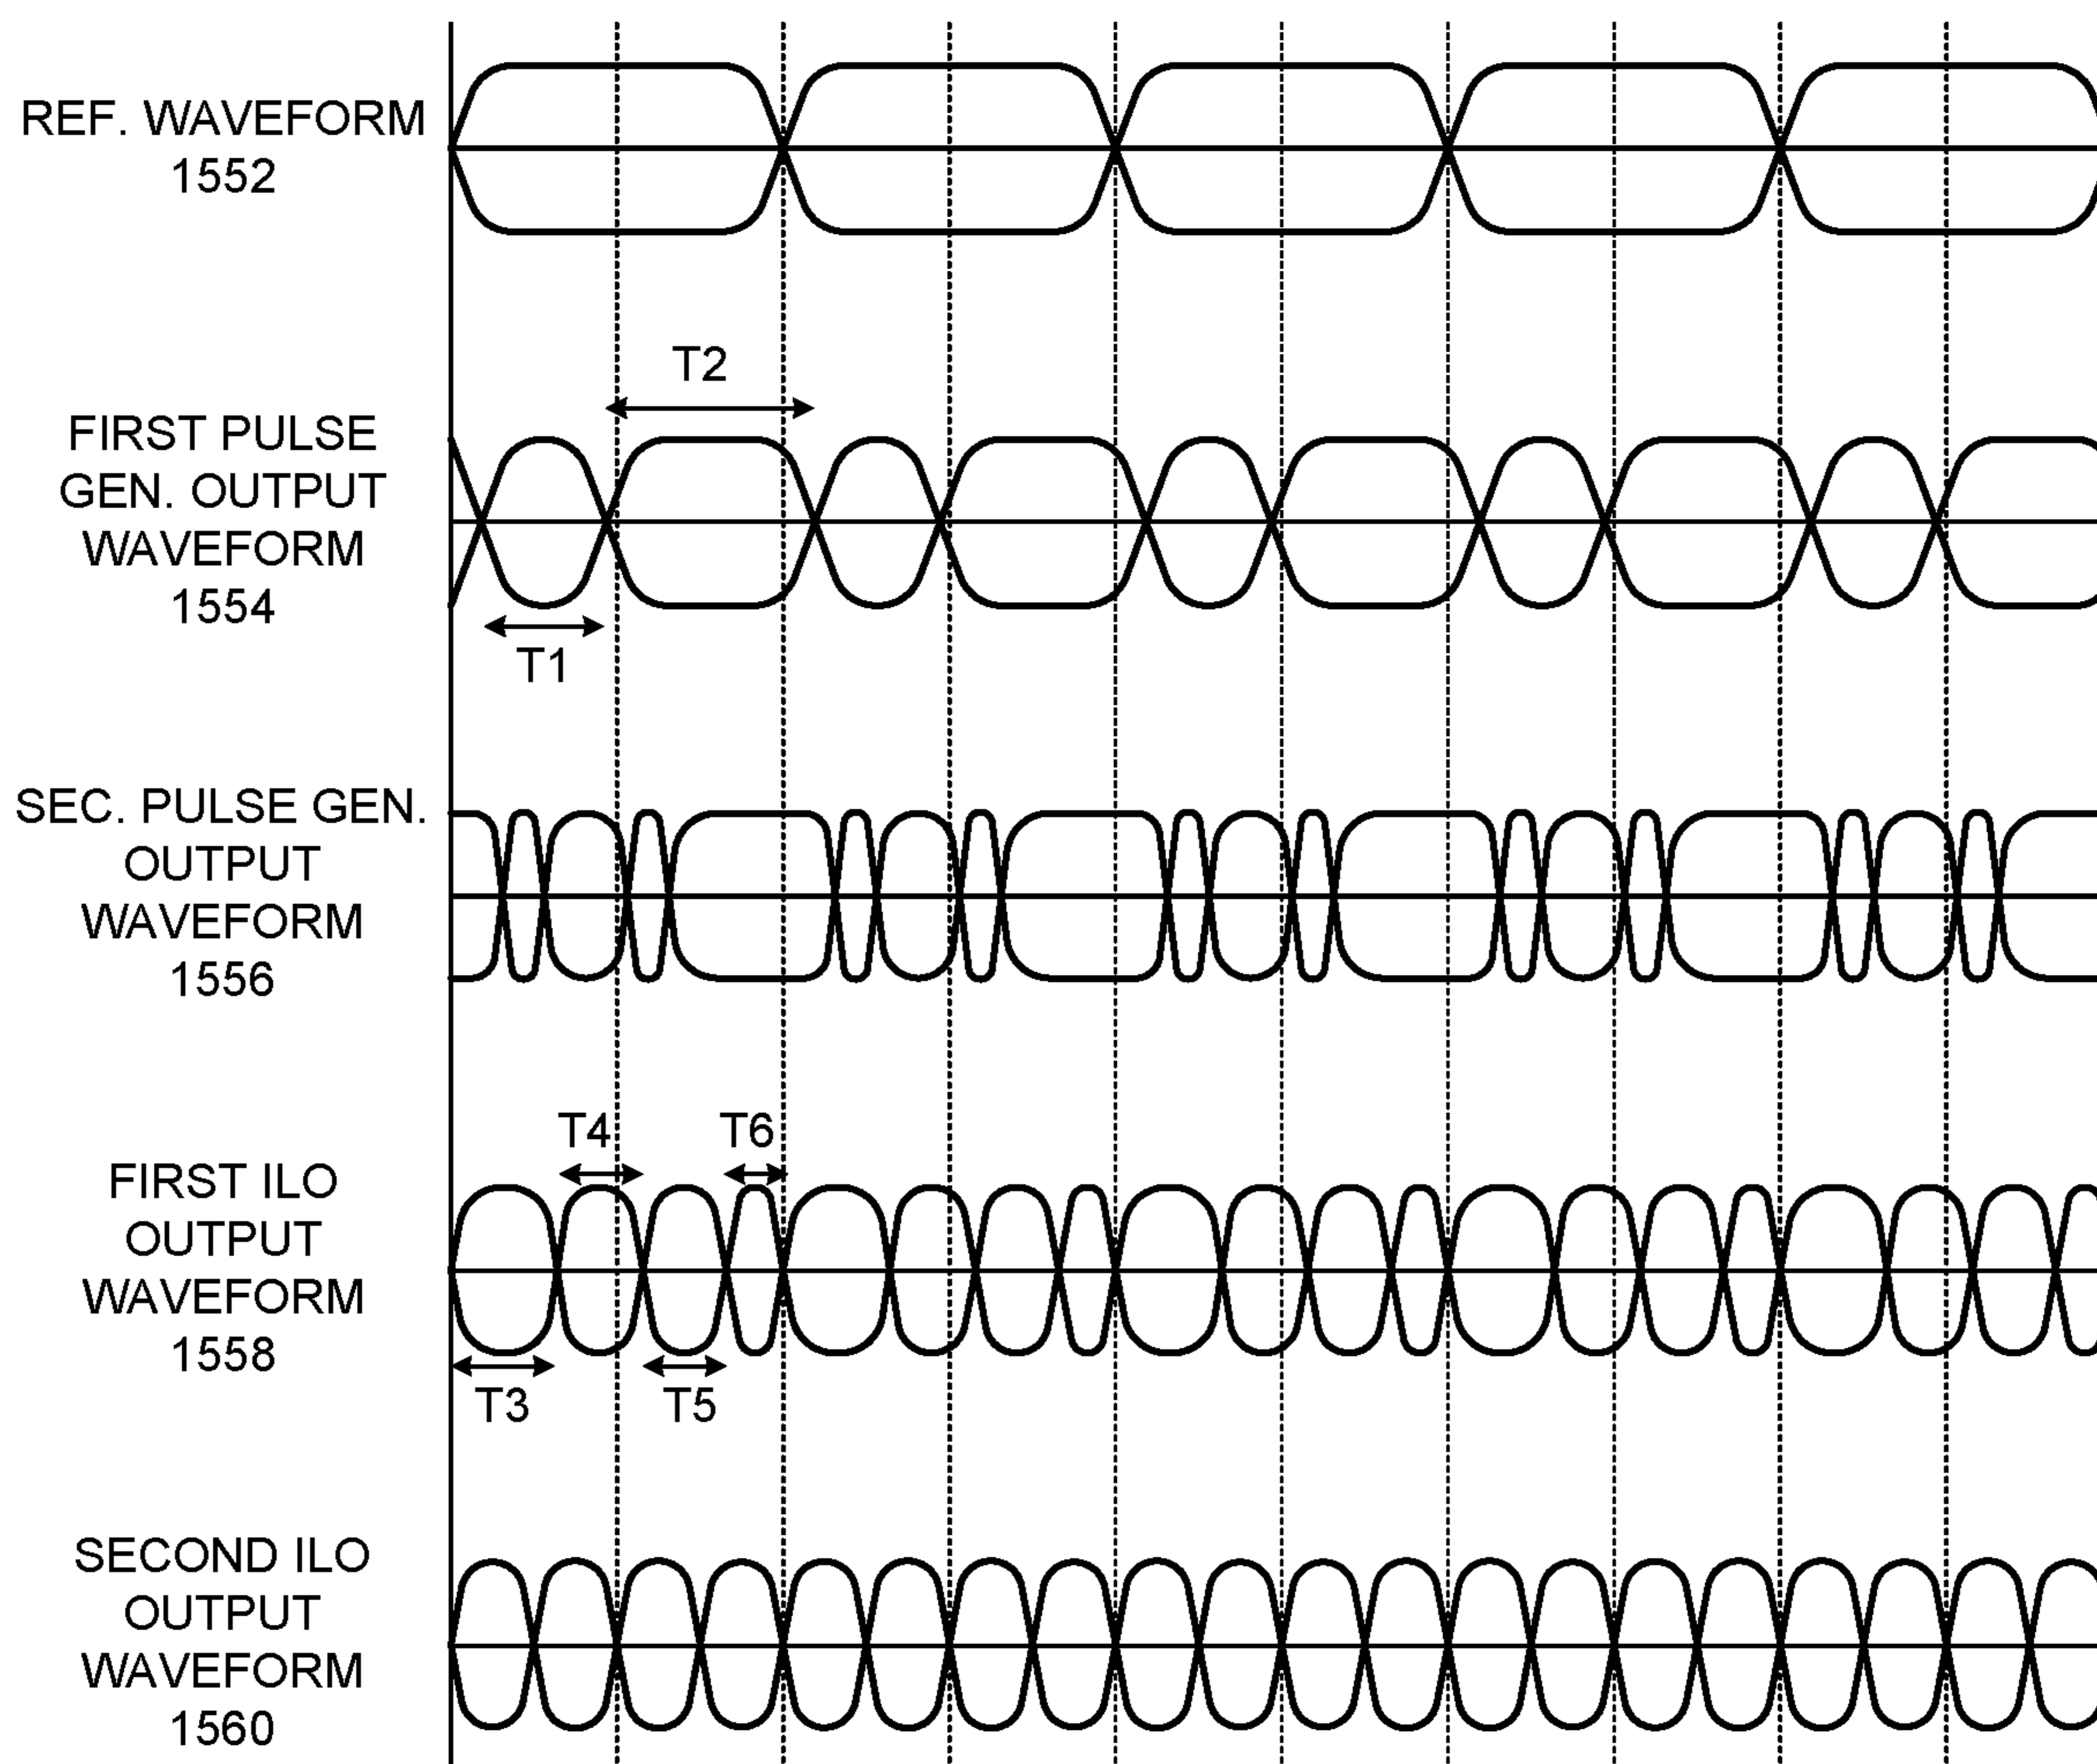 REF. WAVEFORM
1552
T2
FIRST PULSE
GEN. OUTPUT
WAVEFORM
1554
T1
SEC. PULSE GEN.
OUTPUT
WAVEFORM
1556
T4
T6
FIRST ILO
OUTPUT
WAVEFORM
1558
T3
T5
SECOND ILO
OUTPUT
WAVEFORM
1560